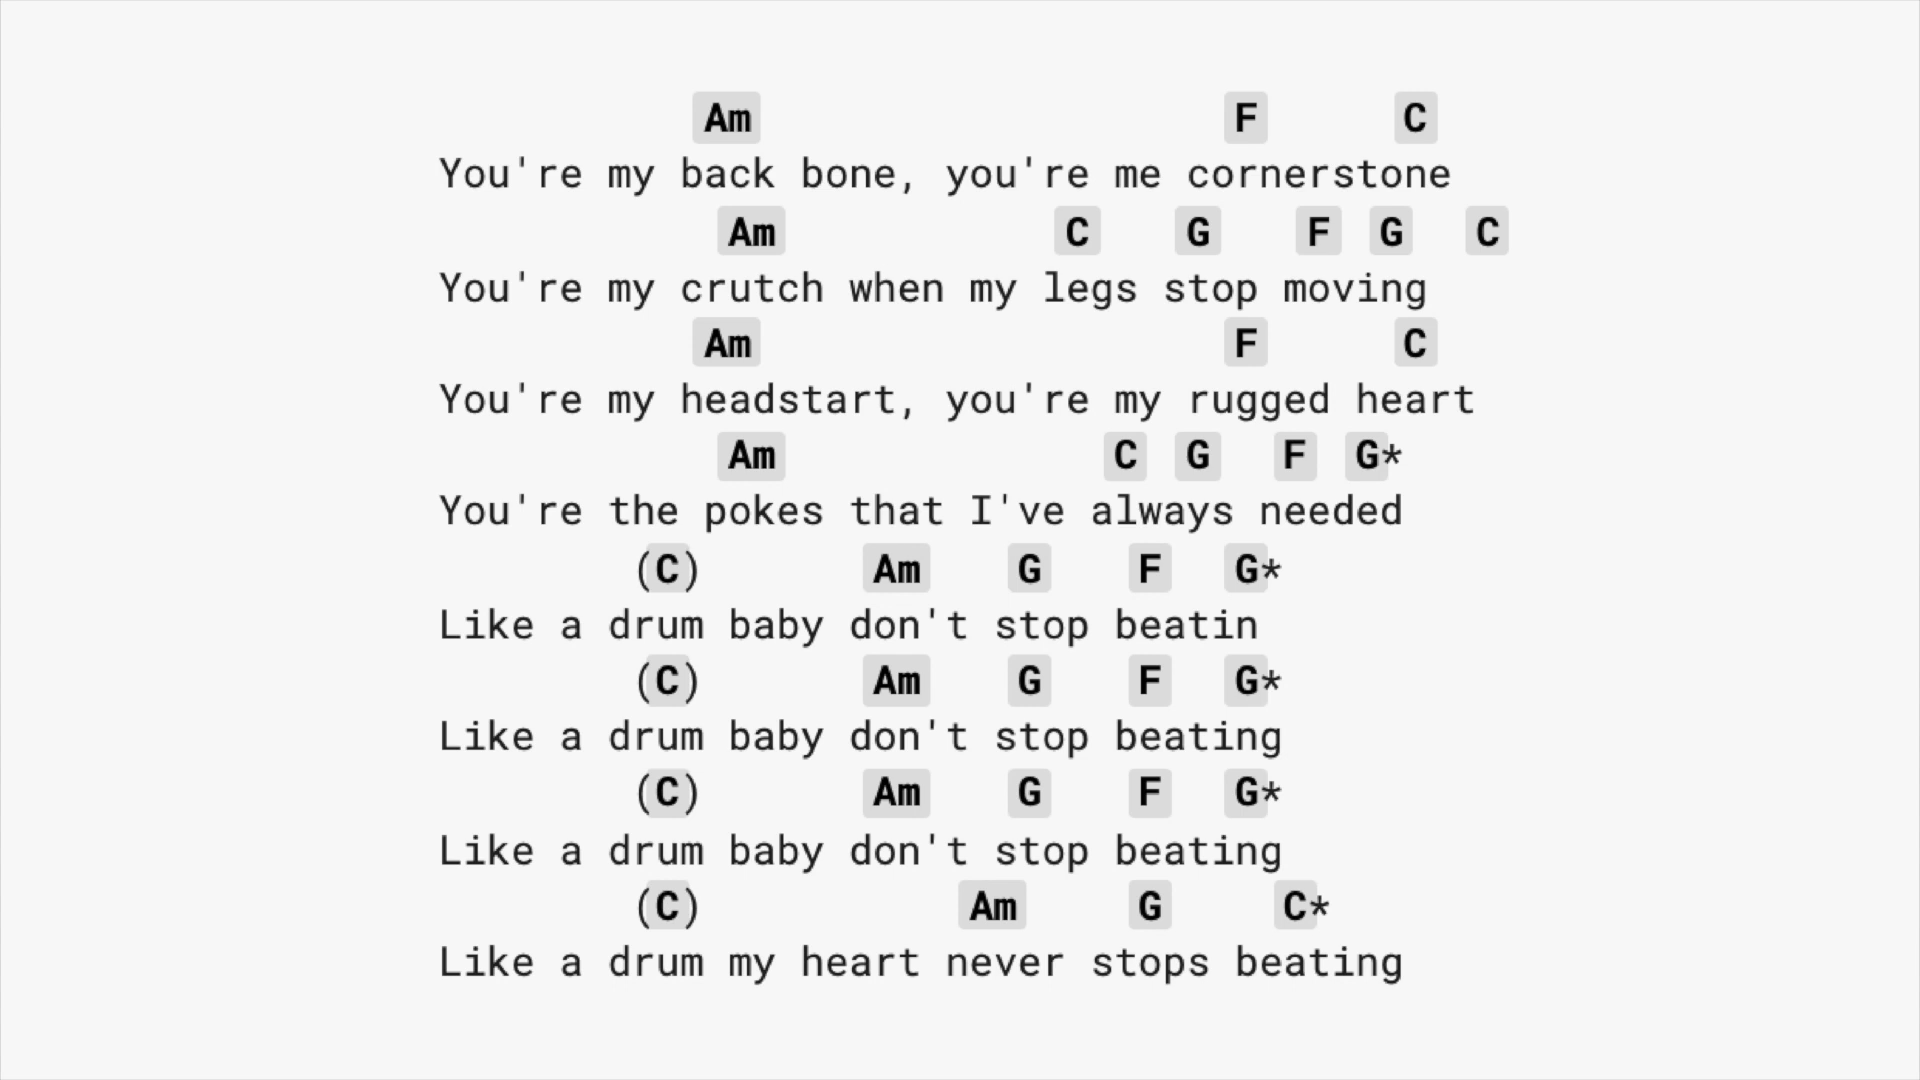 Am F C
You're my back bone, you're me cornerstone
Am C G F G C
You're my crutch when my legs stop moving
Am F C
You're my headstart, you're my rugged heart
Am C G F G*
You're the pokes that I've always needed
(C) Am G F G*
Like a drum baby don't stop beatin
(C) Am G F G*
Like a drum baby don't stop beating
(C) Am G F G*
Like a drum baby don't stop beating
(C) Am G C*
Like a drum my heart never stops beating